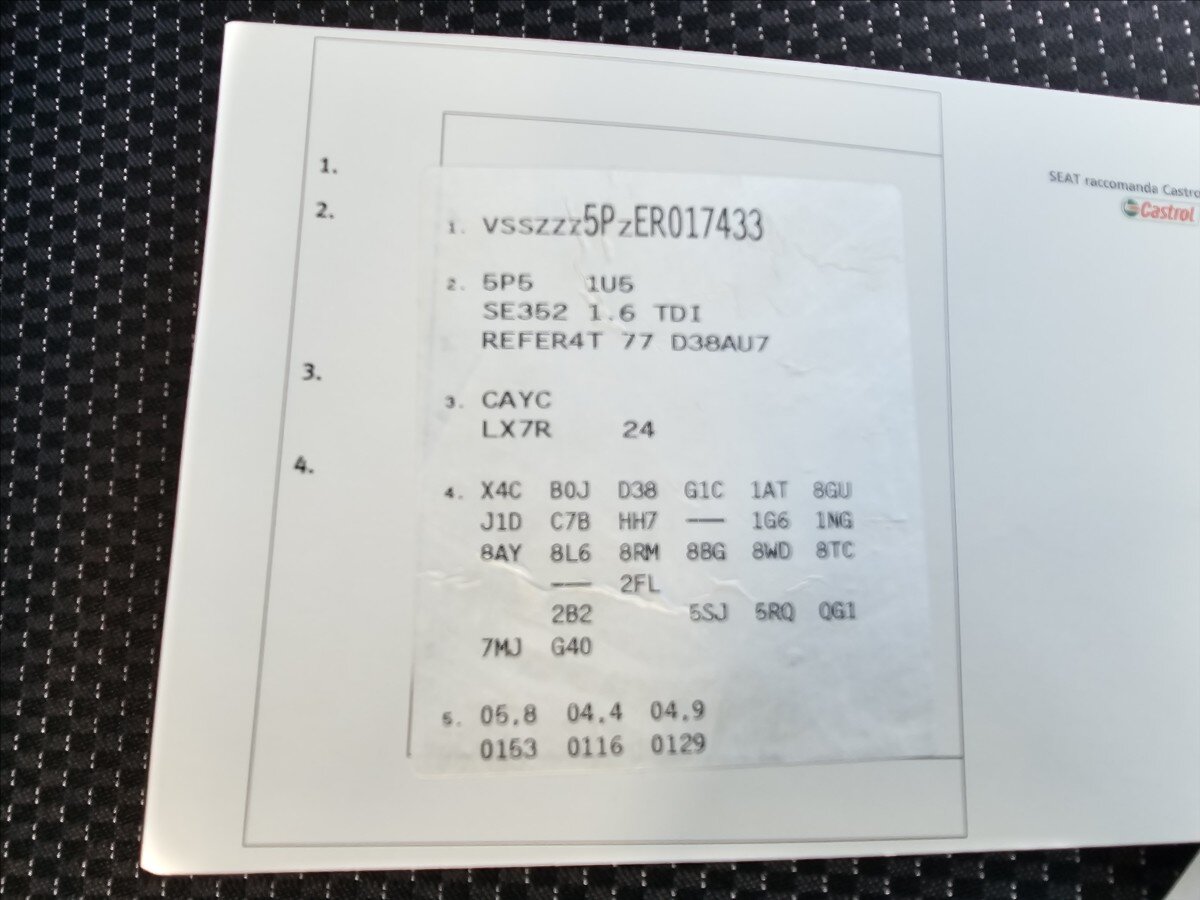 1.
2.
3.
4.
SEAT raccomanda Castro
Castrol
1. VSSZZZ5PZER017433
2. 5P5 1U5
SE352 1.6 TDI
REFER4T 77 D38AU7
3. CAYC
LX7R 24
4. X4C B0J D38 G1C 1AT 8GU
J1D C7B HH7 --- 1G6 1NG
8AY 8L6 8RM 8BG 8WD 8TC
--- 2FL
2B2 5SJ 5RQ QG1
7MJ G40
5. 05.8 04.4 04.9
0153 0116 0129